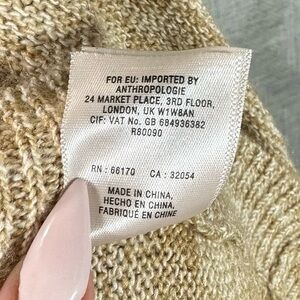 FOR EU: IMPORTED BY
ANTHROPOLOGIE
24 MARKET PLACE, 3RD FLOOR,
LONDON, UK W1W8AN
CIF: VAT No. GB 684936382
R80090
RN : 66170 CA : 32054
MADE IN CHINA,
HECHO EN CHINA,
FABRIQUÉ EN CHINE